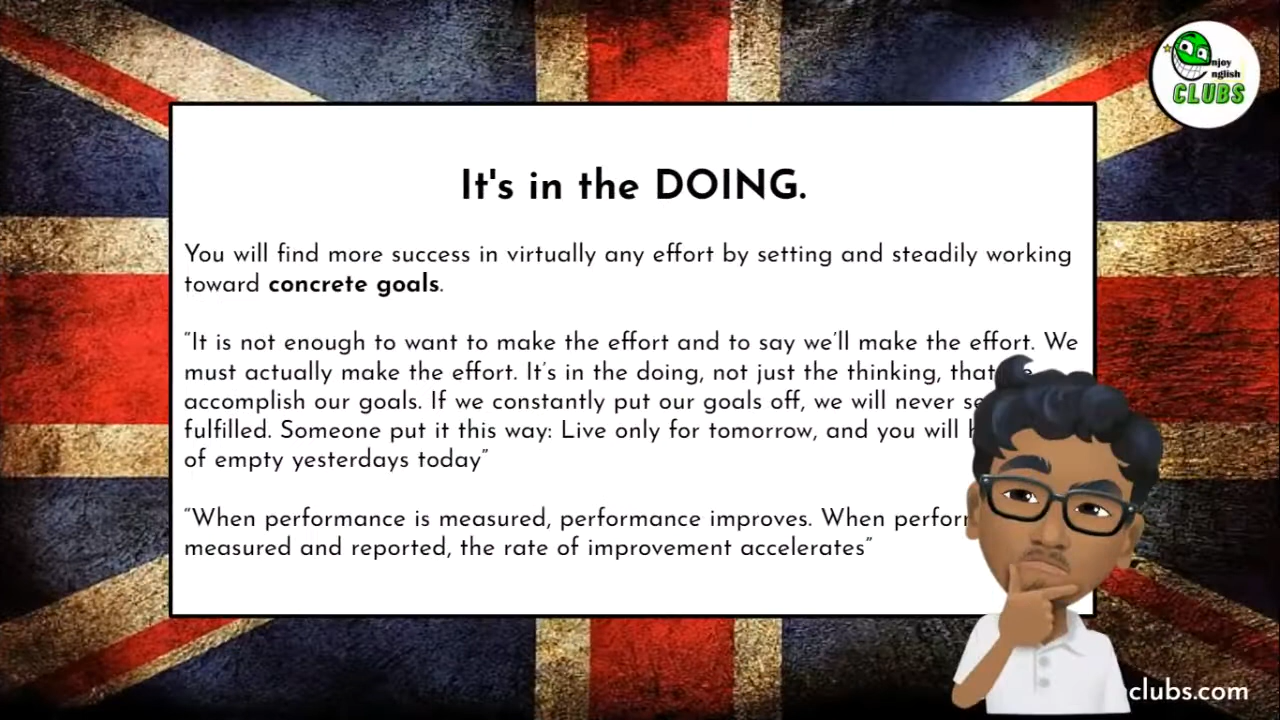 njoy
nglish
CLUBS
It's in the DOING.
You will find more success in virtually any effort by setting and steadily working
toward concrete goals.
“It is not enough to want to make the effort and to say we’ll make the effort. We
must actually make the effort. It’s in the doing, not just the thinking, that
accomplish our goals. If we constantly put our goals off, we will never
fulfilled. Someone put it this way: Live only for tomorrow, and you will
of empty yesterdays today”
“When performance is measured, performance improves. When
measured and reported, the rate of improvement accelerates”
clubs.com